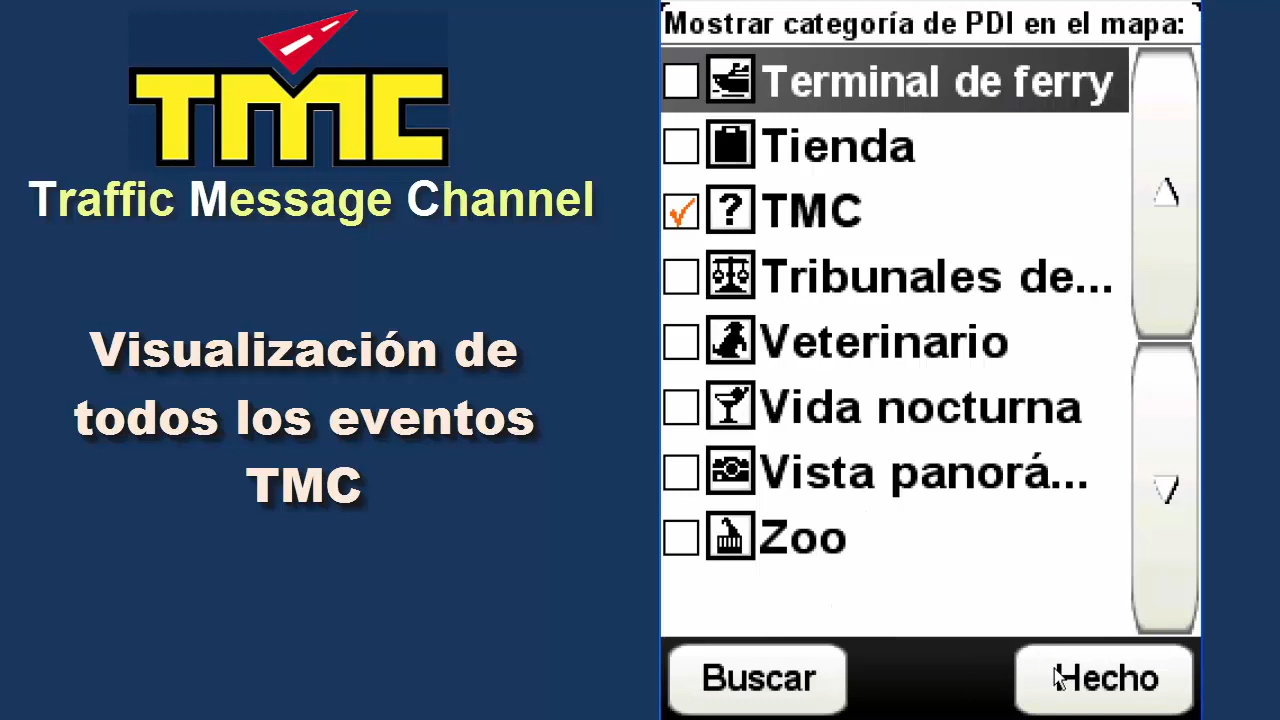 TMC
Traffic Message Channel
Visualización de
todos los eventos
TMC
Mostrar categoría de PDI en el mapa:
Terminal de ferry
Tienda
? TMC
Tribunales de...
Veterinario
Vida nocturna
Vista panorá...
Zoo
Buscar
Hecho